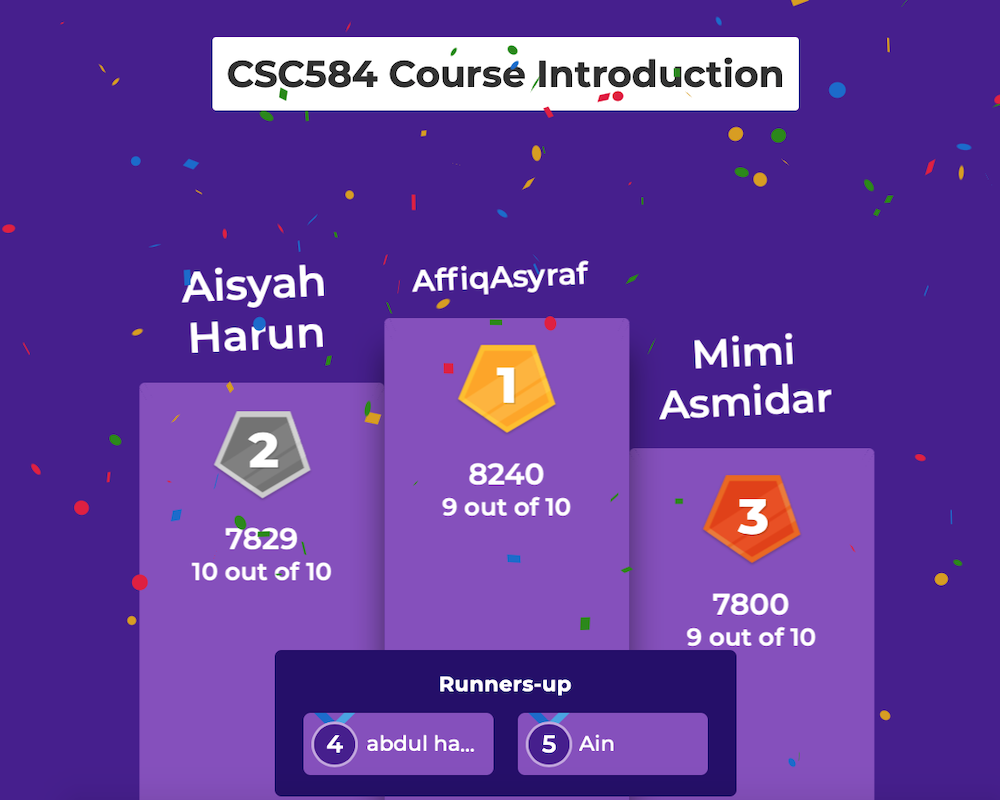 CSC584 Course Introduction
Aisyah
Harun
2
7829
10 out of 10
AffiqAsyraf
1
8240
9 out of 10
Mimi
Asmidar
3
7800
9 out of 10
Runners-up
4 abdul ha...
5 Ain